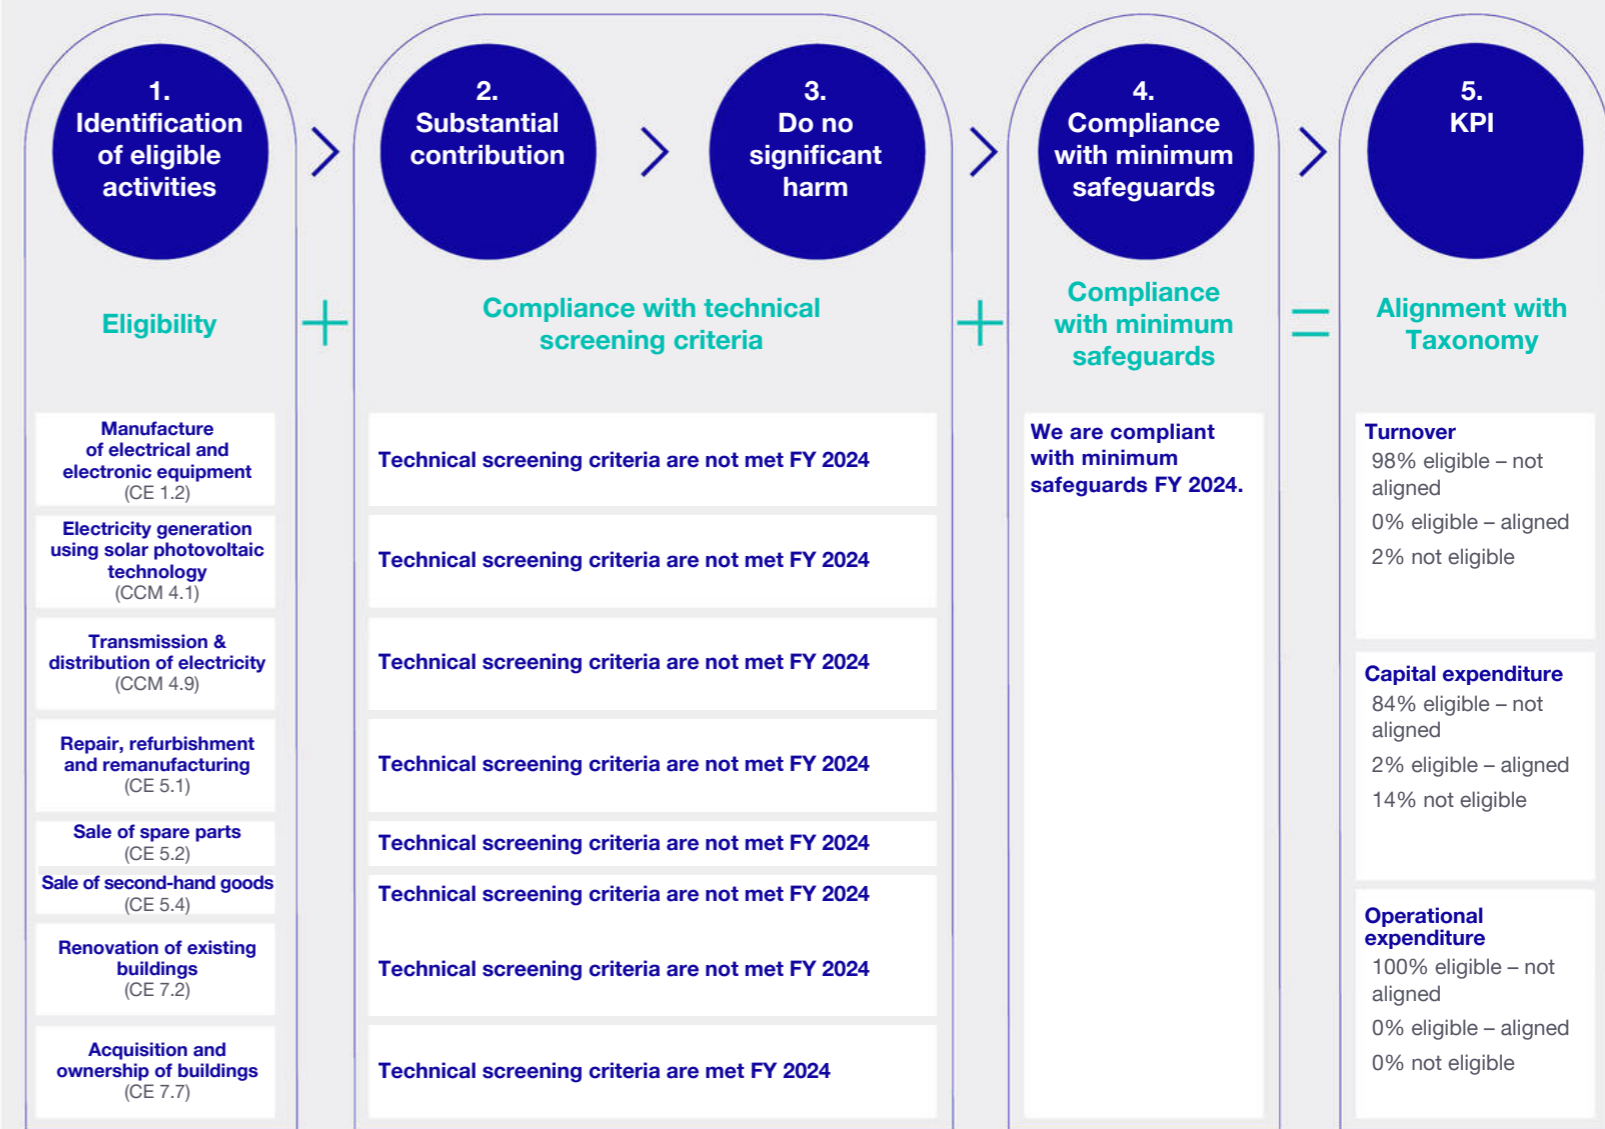 1.
Identification
of eligible
activities
2.
Substantial
contribution
3.
Do no
significant
harm
4.
Compliance
with minimum
safeguards
5.
KPI
Eligibility
Compliance with technical
screening criteria
Compliance
with minimum
safeguards
Alignment with
Taxonomy
Manufacture
of electrical and
electronic equipment
(CE 1.2)
Technical screening criteria are not met FY 2024
Electricity generation
using solar photovoltaic
technology
(CCM 4.1)
Technical screening criteria are not met FY 2024
Transmission &
distribution of electricity
(CCM 4.9)
Technical screening criteria are not met FY 2024
Repair, refurbishment
and remanufacturing
(CE 5.1)
Technical screening criteria are not met FY 2024
Sale of spare parts
(CE 5.2)
Technical screening criteria are not met FY 2024
Sale of second-hand goods
(CE 5.4)
Technical screening criteria are not met FY 2024
Renovation of existing
buildings
(CE 7.2)
Technical screening criteria are not met FY 2024
Acquisition and
ownership of buildings
(CE 7.7)
Technical screening criteria are met FY 2024
We are compliant
with minimum
safeguards FY 2024.
Turnover
98% eligible – not
aligned
0% eligible – aligned
2% not eligible
Capital expenditure
84% eligible – not
aligned
2% eligible – aligned
14% not eligible
Operational
expenditure
100% eligible – not
aligned
0% eligible – aligned
0% not eligible